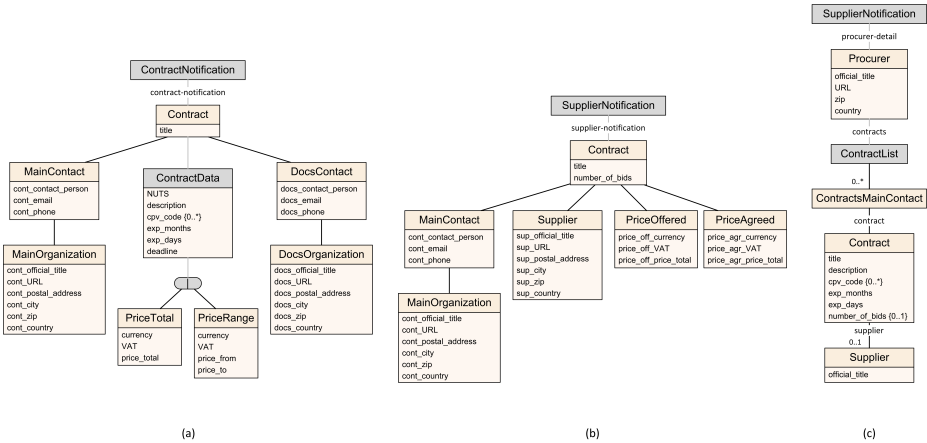 ContractNotification
contract-notification
Contract
title
MainContact
cont_contact_person
cont_email
cont_phone
MainOrganization
cont_official_title
cont_URL
cont_postal_address
cont_city
cont_zip
cont_country
ContractData
NUTS
description
cpv_code {0..*}
exp_months
exp_days
deadline
PriceTotal
currency
VAT
price_total
PriceRange
currency
VAT
price_from
price_to
DocsContact
docs_contact_person
docs_email
docs_phone
DocsOrganization
docs_official_title
docs_URL
docs_postal_address
docs_city
docs_zip
docs_country
(a)
SupplierNotification
supplier-notification
Contract
title
number_of_bids
MainContact
cont_contact_person
cont_email
cont_phone
MainOrganization
cont_official_title
cont_URL
cont_postal_address
cont_city
cont_zip
cont_country
Supplier
sup_official_title
sup_URL
sup_postal_address
sup_city
sup_zip
sup_country
PriceOffered
price_off_currency
price_off_VAT
price_off_price_total
PriceAgreed
price_agr_currency
price_agr_VAT
price_agr_price_total
(b)
SupplierNotification
procurer-detail
Procurer
official_title
URL
zip
country
contracts
ContractList
0..*
ContractsMainContact
contract
Contract
title
description
cpv_code {0..*}
exp_months
exp_days
number_of_bids {0..1}
supplier
0..1
Supplier
official_title
(c)